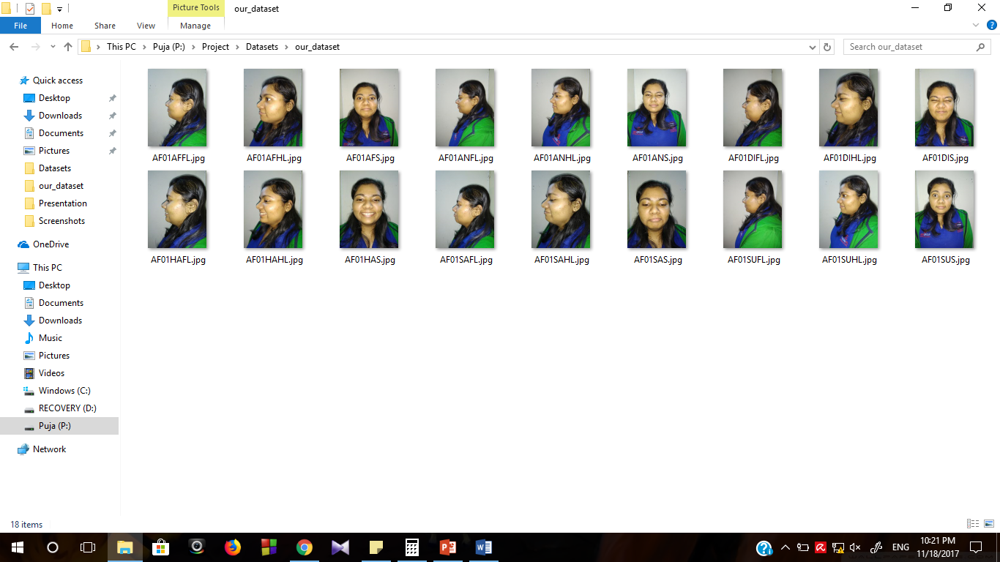 Picture Tools our_dataset
File Home Share View Manage
This PC Puja (P:) Project Datasets our_dataset Search our_dataset
Quick access
Desktop
Downloads
Documents
Pictures
Datasets
our_dataset
Presentation
Screenshots
OneDrive
This PC
Desktop
Documents
Downloads
Music
Pictures
Videos
Windows (C:)
RECOVERY (D:)
Puja (P:)
Network
AF01AFFL.jpg AF01AFHL.jpg AF01AFS.jpg AF01ANFL.jpg AF01ANHL.jpg AF01ANS.jpg AF01DIFL.jpg AF01DIHL.jpg AF01DIS.jpg
AF01HAFL.jpg AF01HAHL.jpg AF01HAS.jpg AF01SAFL.jpg AF01SAHL.jpg AF01SAS.jpg AF01SUFL.jpg AF01SUHL.jpg AF01SUS.jpg
18 items
ENG 10:21 PM
11/18/2017